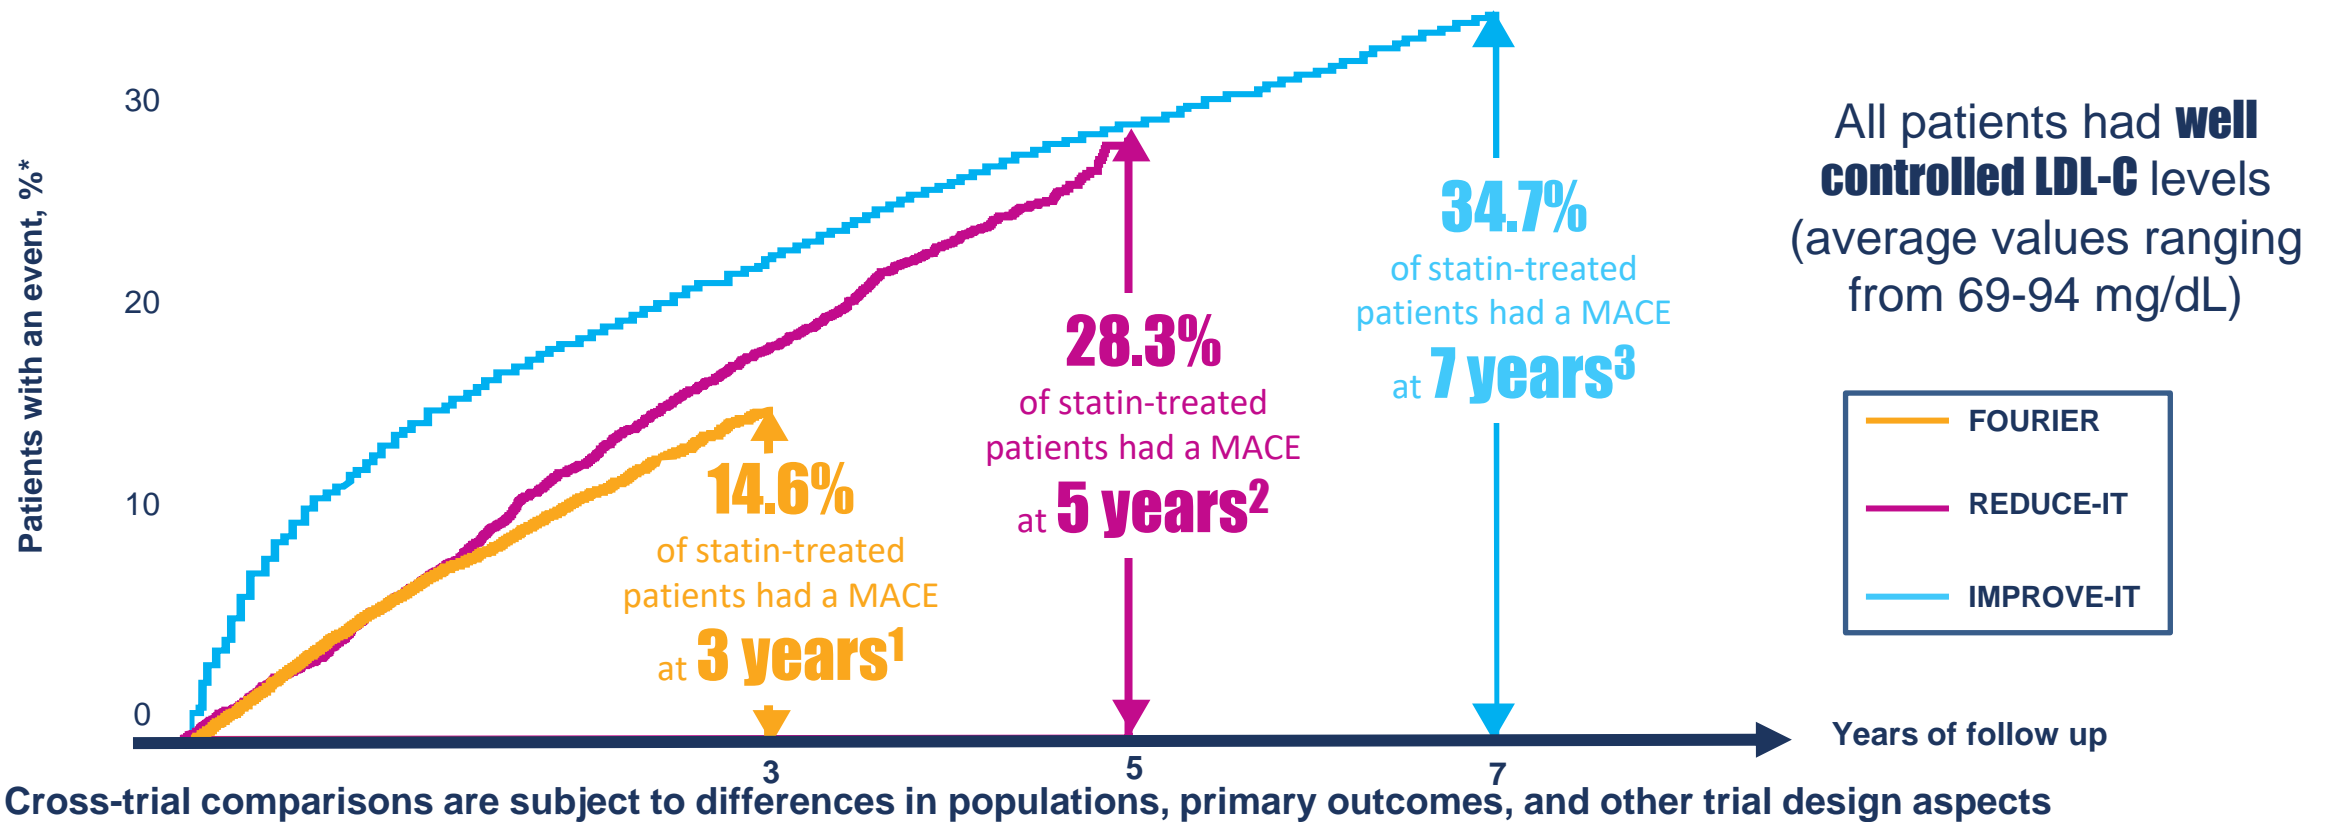 Patients with an event, %*
30
20
10
0
14.6%
of statin-treated
patients had a MACE
at 3 years¹
28.3%
of statin-treated
patients had a MACE
at 5 years²
34.7%
of statin-treated
patients had a MACE
at 7 years³
All patients had well
controlled LDL-C levels
(average values ranging
from 69-94 mg/dL)
FOURIER
REDUCE-IT
IMPROVE-IT
3
5
7
Years of follow up
Cross-trial comparisons are subject to differences in populations, primary outcomes, and other trial design aspects